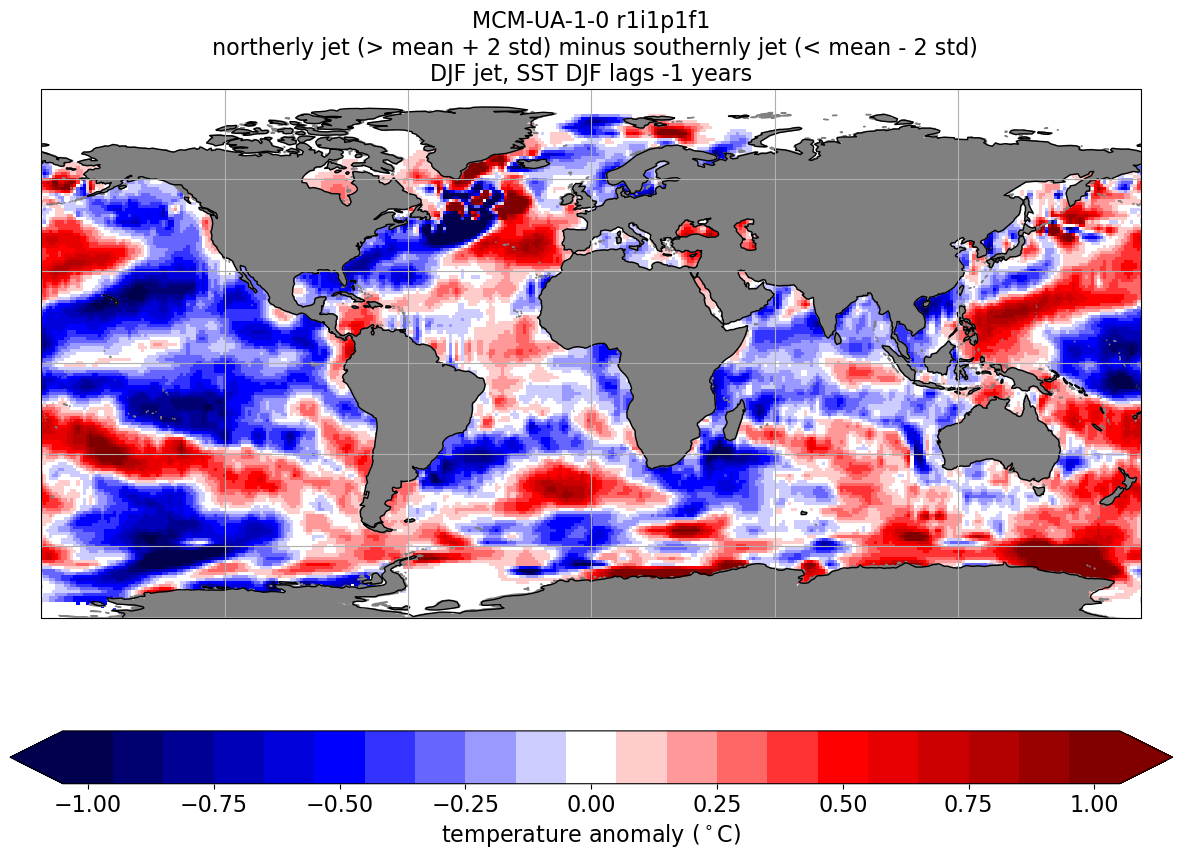 MCM-UA-1-0 r1i1p1f1
northerly jet (> mean + 2 std) minus southernly jet (< mean - 2 std)
DJF jet, SST DJF lags -1 years
−1.00 −0.75 −0.50 −0.25 0.00 0.25 0.50 0.75 1.00
temperature anomaly (°C)